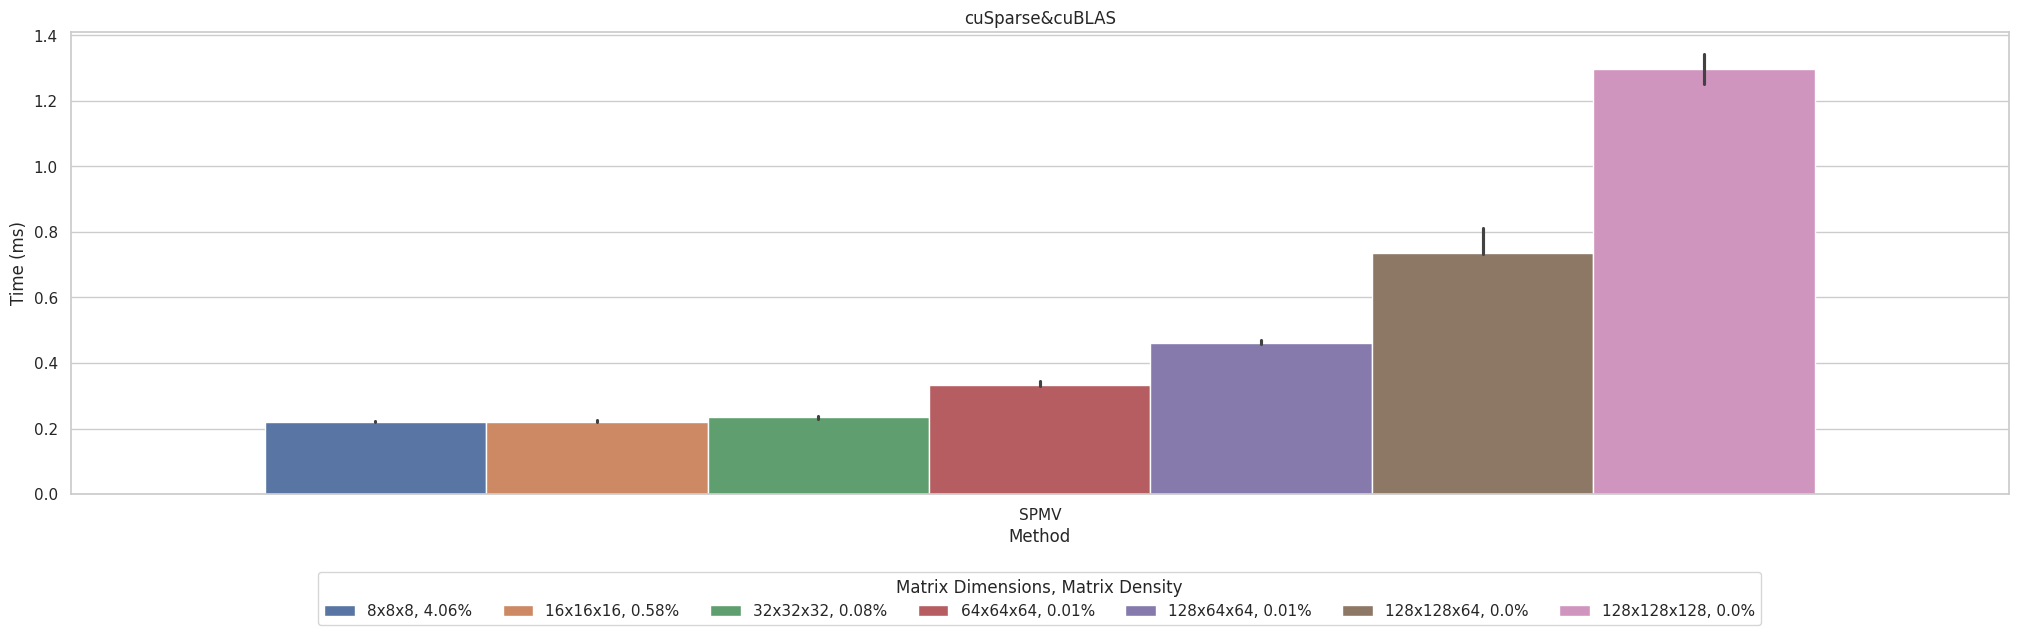 cuSparse&cuBLAS
1.4
1.2
1.0
0.8
0.6
0.4
0.2
0.0
Time (ms)
SPMV
Method
Matrix Dimensions, Matrix Density
8x8x8, 4.06% 16x16x16, 0.58% 32x32x32, 0.08% 64x64x64, 0.01% 128x64x64, 0.01% 128x128x64, 0.0% 128x128x128, 0.0%